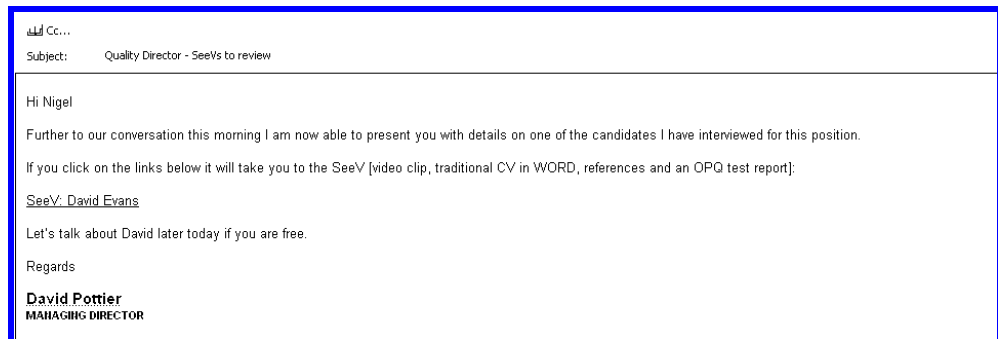 Cc...
Subject: Quality Director - SeeVs to review
Hi Nigel
Further to our conversation this morning I am now able to present you with details on one of the candidates I have interviewed for this position.
If you click on the links below it will take you to the SeeV [video clip, traditional CV in WORD, references and an OPQ test report]:
SeeV: David Evans
Let's talk about David later today if you are free.
Regards
David Pottier
MANAGING DIRECTOR